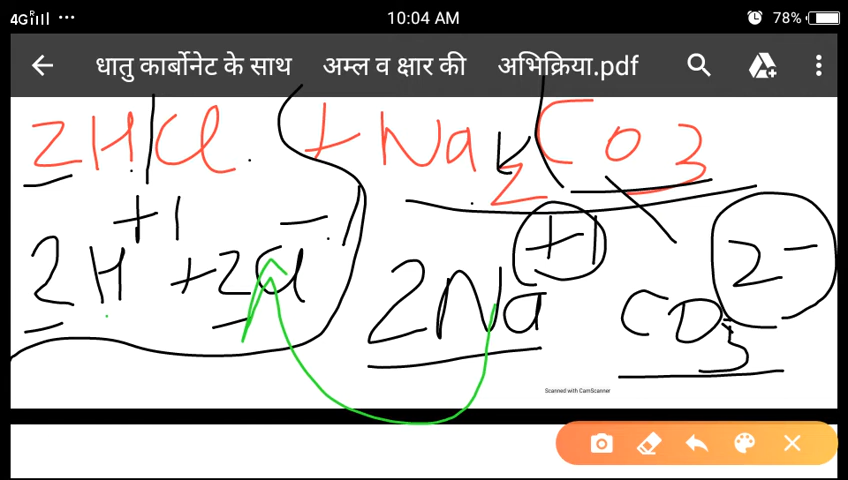 4G 10:04 AM 78%
धातु कार्बोनेट के साथ अम्ल व क्षार की अभिक्रिया.pdf
2HCl + Na2CO3
2H+1 + 2Cl− 2Na+1 CO3 2−
Scanned with CamScanner